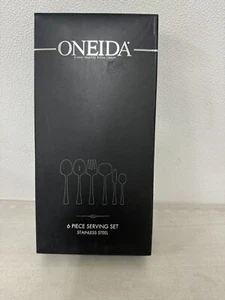 ONEIDA
6 PIECE SERVING SET
STAINLESS STEEL